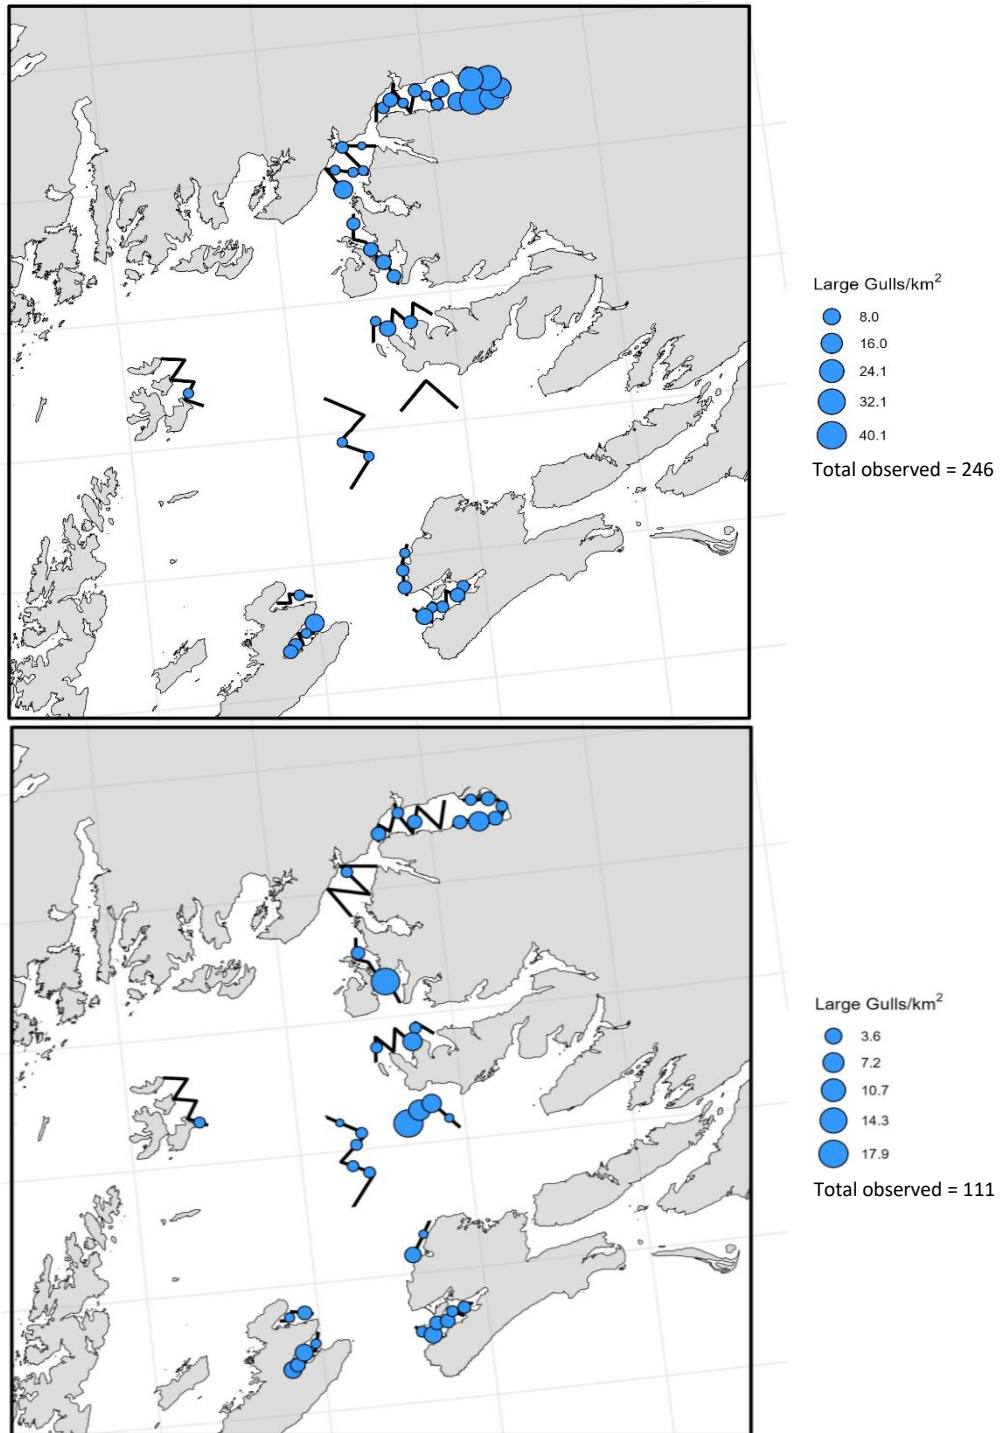 Large Gulls/km²
8.0
16.0
24.1
32.1
40.1
Total observed = 246
Large Gulls/km²
3.6
7.2
10.7
14.3
17.9
Total observed = 111